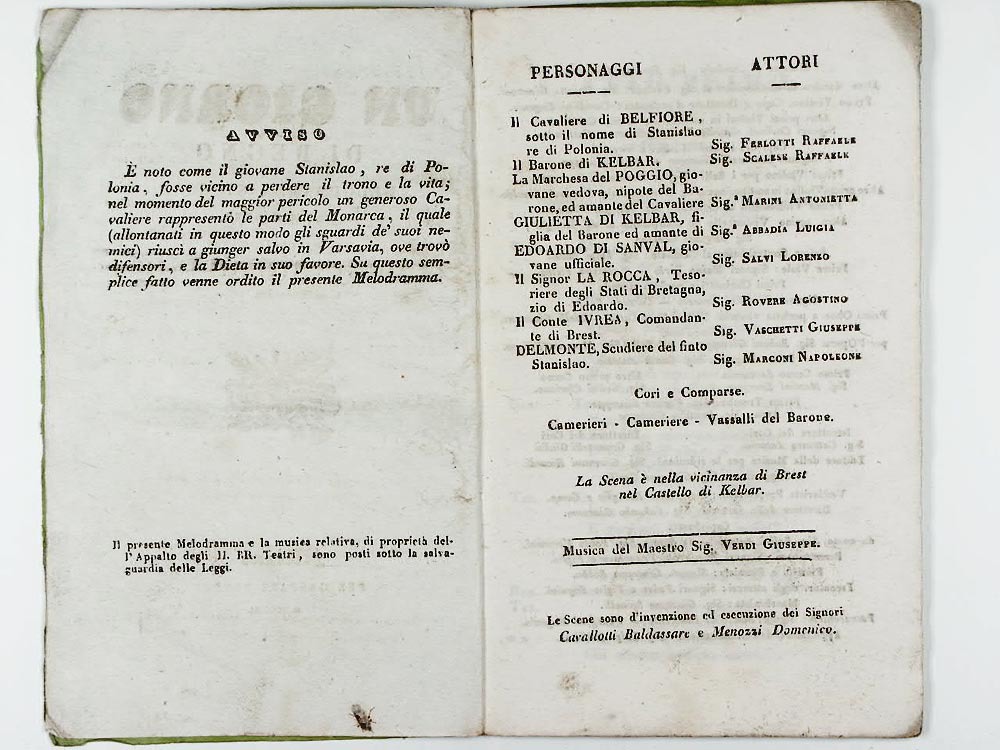 AVVISO
È noto come il giovane Stanislao, re di Po-
lonia, fosse vicino a perdere il trono e la vita;
nel momento del maggior pericolo un generoso Ca-
valiere rappresentò le parti del Monarca, il quale
(allontanati in questo modo gli sguardi de' suoi ne-
mici) riuscì a giunger salvo in Varsavia, ove trovò
difensori, e la Dieta in suo favore. Su questo sem-
plice fatto venne ordito il presente Melodramma.
Il presente Melodramma e la musica relativa, di proprietà del-
l'Appalto degli II. RR. Teatri, sono posti sotto la salva-
guardia delle Leggi.
PERSONAGGI ATTORI
Il Cavaliere di BELFIORE,
sotto il nome di Stanislao
re di Polonia. Sig. FERLOTTI RAFFAELE
Il Barone di KELBAR. Sig. SCALESE RAFFAELE
La Marchesa del POGGIO, gio-
vane vedova, nipote del Ba-
rone, ed amante del Cavaliere Sig.ª MARINI ANTONIETTA
GIULIETTA DI KELBAR, fi-
glia del Barone ed amante di Sig.ª ABBADIA LUIGIA
EDOARDO DI SANVAL, gio-
vane ufficiale. Sig. SALVI LORENZO
Il Signor LA ROCCA, Teso-
riere degli Stati di Bretagna,
zio di Edoardo. Sig. ROVERE AGOSTINO
Il Conte IVREA, Comandan-
te di Brest. Sig. VASCHETTI GIUSEPPE
DELMONTE, Scudiere del finto
Stanislao. Sig. MARCONI NAPOLEONE
Cori e Comparse.
Camerieri - Cameriere - Vassalli del Barone.
La Scena è nella vicinanza di Brest
nel Castello di Kelbar.
Musica del Maestro Sig. VERDI GIUSEPPE.
Le Scene sono d'invenzione ed esecuzione dei Signori
Cavallotti Baldassare e Menozzi Domenico.